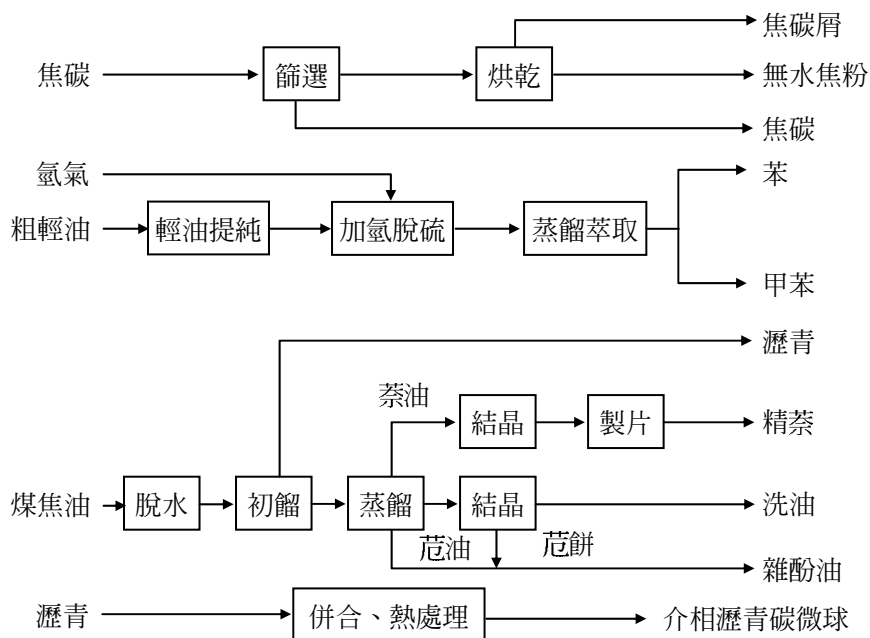 焦碳屑
焦碳
篩選
烘乾
無水焦粉
焦碳
氫氣
苯
粗輕油
輕油提純
加氫脫硫
蒸餾萃取
甲苯
瀝青
萘油
結晶
製片
精萘
煤焦油
脫水
初餾
蒸餾
結晶
洗油
苊油
苊餅
雜酚油
瀝青
併合、熱處理
介相瀝青碳微球